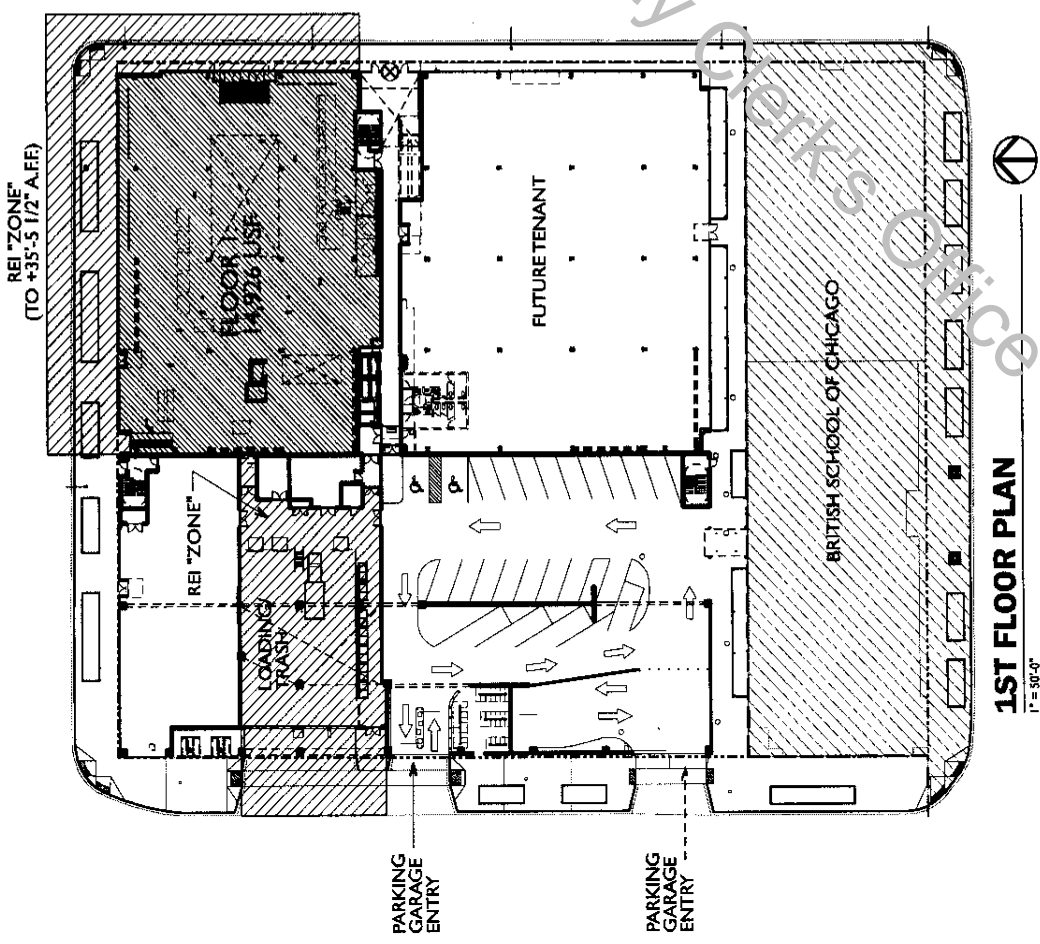 REI "ZONE"
(TO +35'-5 1/2" A.F.F.)
FLOOR 1
14,926 USF
FUTURE TENANT
REI "ZONE"
LOADING/
TRASH
BRITISH SCHOOL OF CHICAGO
PARKING
GARAGE
ENTRY
PARKING
GARAGE
ENTRY
1ST FLOOR PLAN
1" = 50'-0"
Clerk's Office